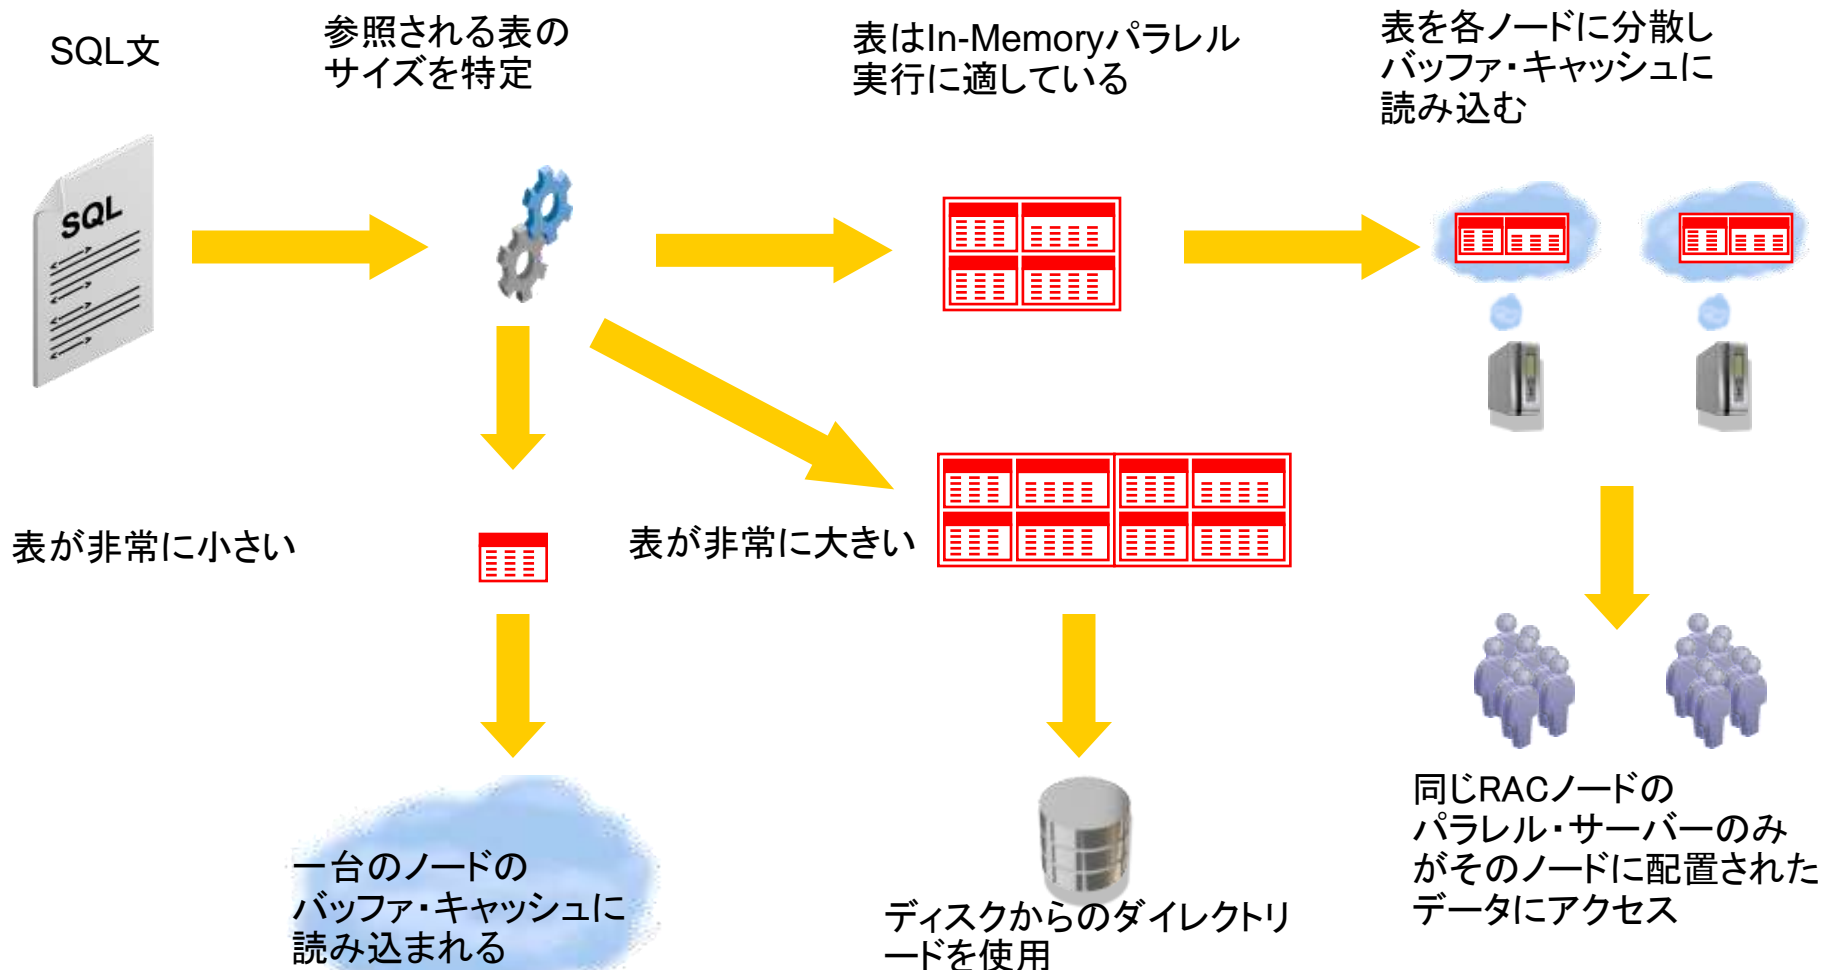 SQL文
参照される表の
サイズを特定
表はIn-Memoryパラレル
実行に適している
表を各ノードに分散し
バッファ・キャッシュに
読み込む
SQL
表が非常に小さい
表が非常に大きい
一台のノードの
バッファ・キャッシュに
読み込まれる
ディスクからのダイレクトリ
ードを使用
同じRACノードの
パラレル・サーバーのみ
がそのノードに配置された
データにアクセス